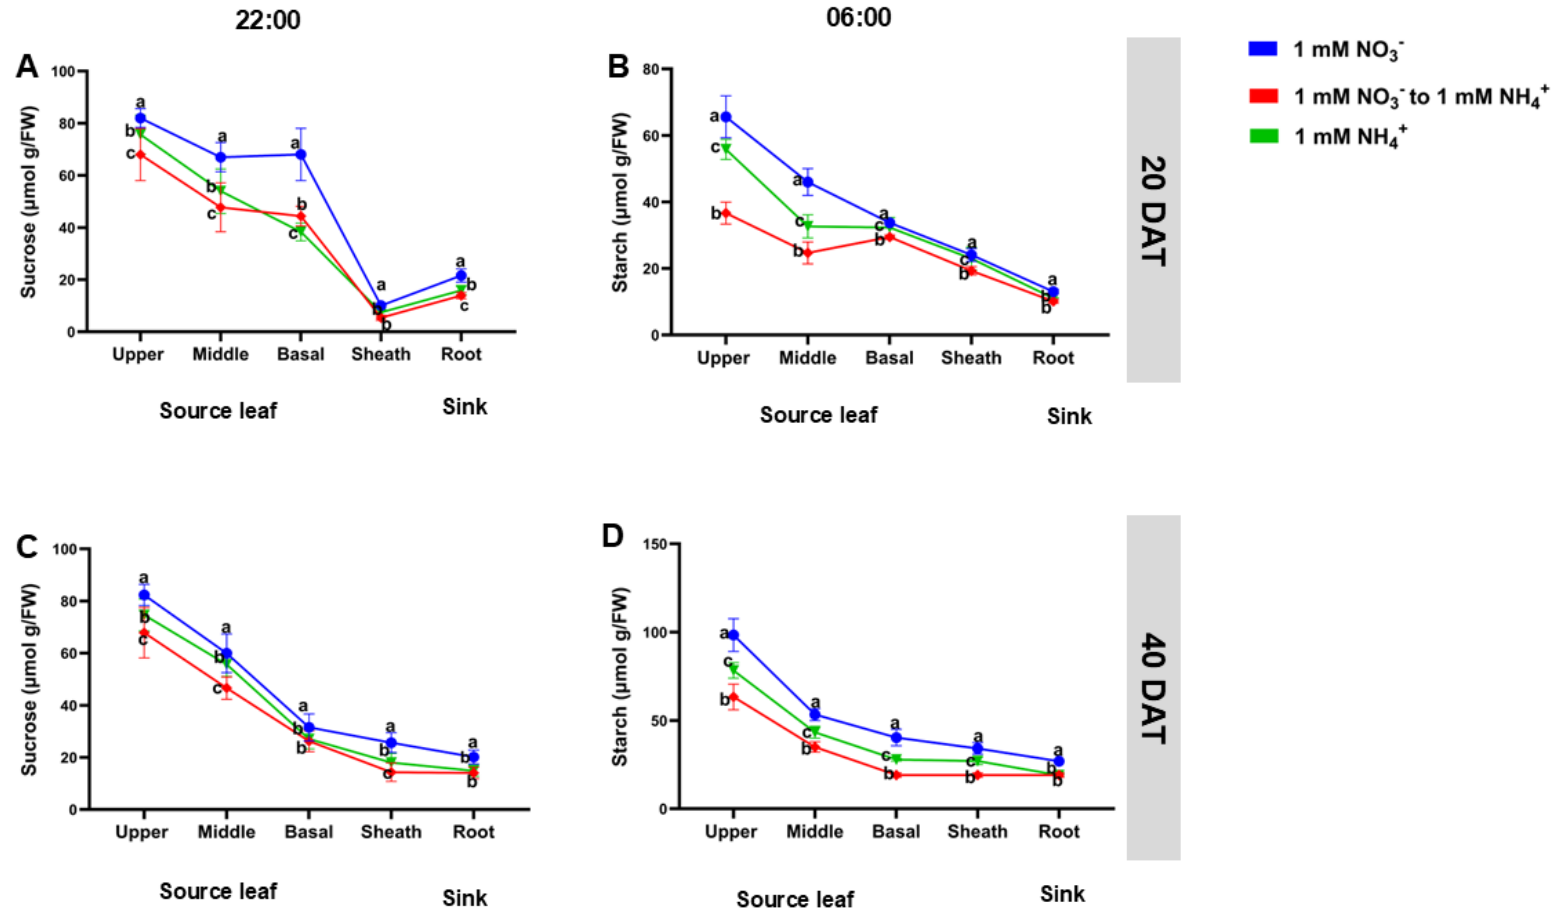 22:00
06:00
1 mM NO3-
1 mM NO3- to 1 mM NH4+
1 mM NH4+
A
Sucrose (µmol g/FW)
100
80
60
40
20
0
a
b
c
a
b
c
a
b
c
a
b
b
a
b
c
Upper Middle Basal Sheath Root
Source leaf Sink
B
Starch (µmol g/FW)
80
60
40
20
0
a
c
b
a
c
b
a
c
b
a
c
b
a
b
b
Upper Middle Basal Sheath Root
Source leaf Sink
20 DAT
C
Sucrose (µmol g/FW)
100
80
60
40
20
0
a
b
c
a
b
c
a
b
b
a
b
c
a
b
b
Upper Middle Basal Sheath Root
Source leaf Sink
D
Starch (µmol g/FW)
150
100
50
0
a
c
b
a
c
b
a
c
b
a
c
b
a
b
b
Upper Middle Basal Sheath Root
Source leaf Sink
40 DAT